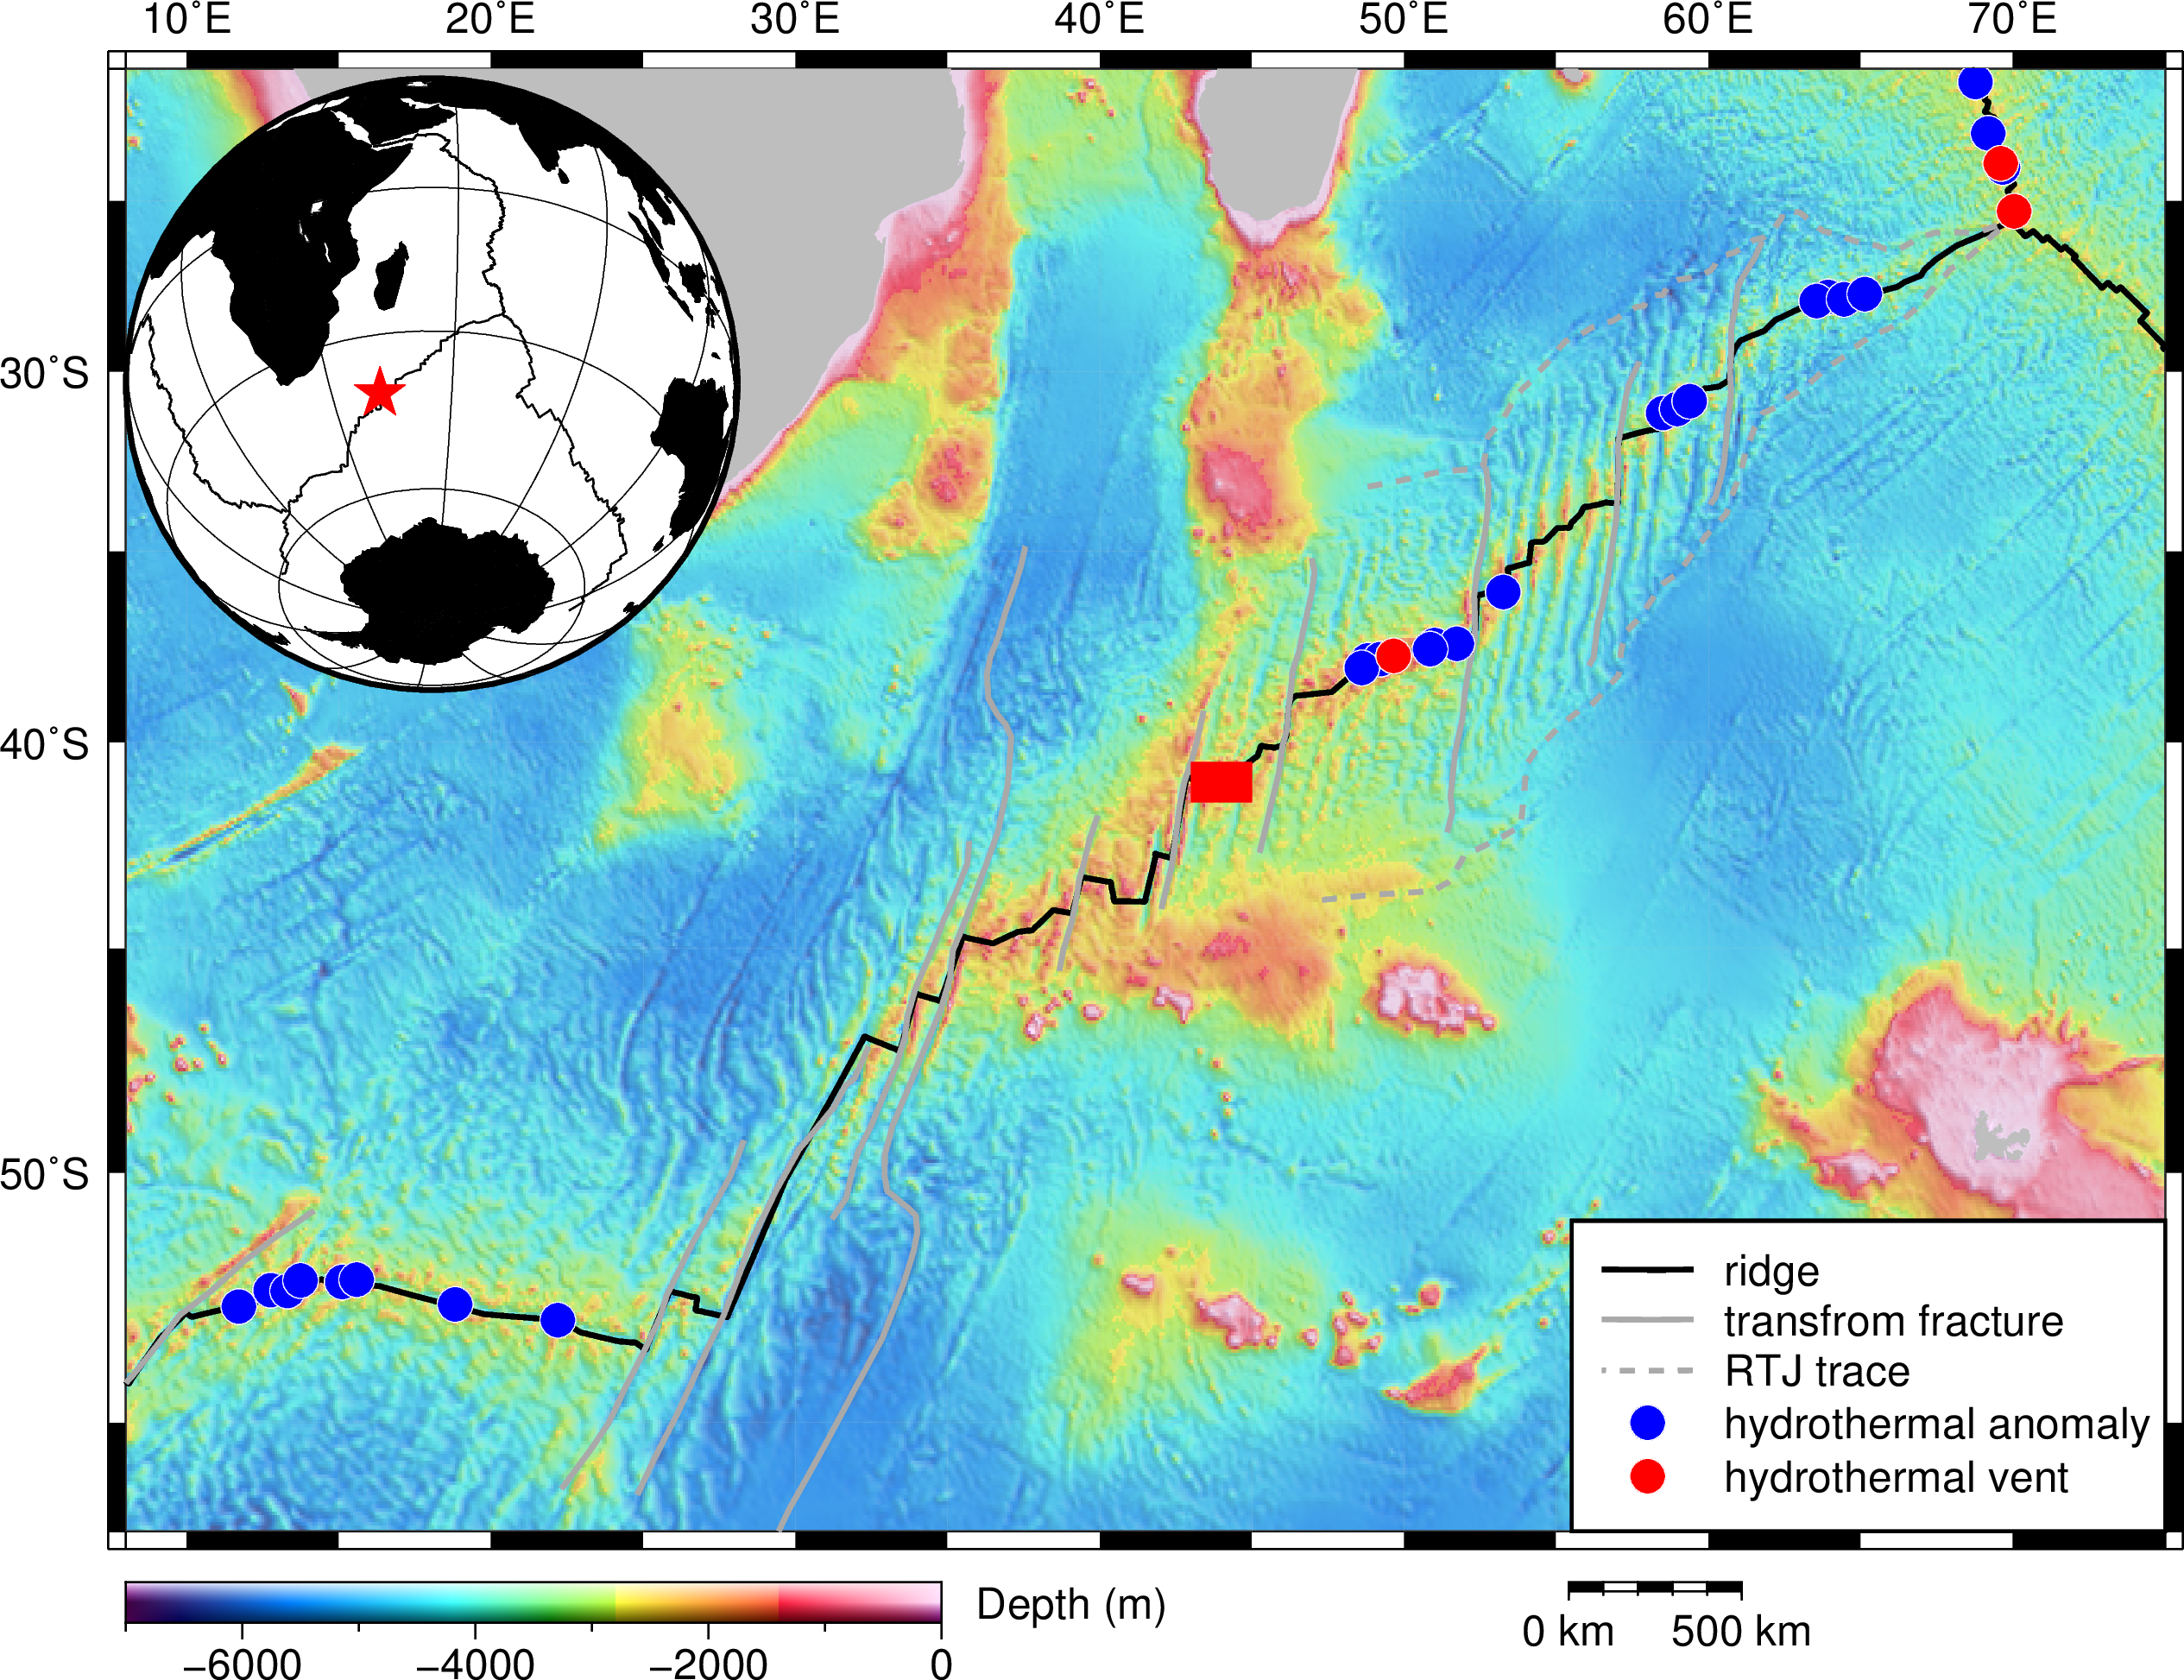 10°E 20°E 30°E 40°E 50°E 60°E 70°E
30°S
40°S
50°S
ridge
transfrom fracture
RTJ trace
hydrothermal anomaly
hydrothermal vent
Depth (m)
−6000 −4000 −2000 0
0 km 500 km